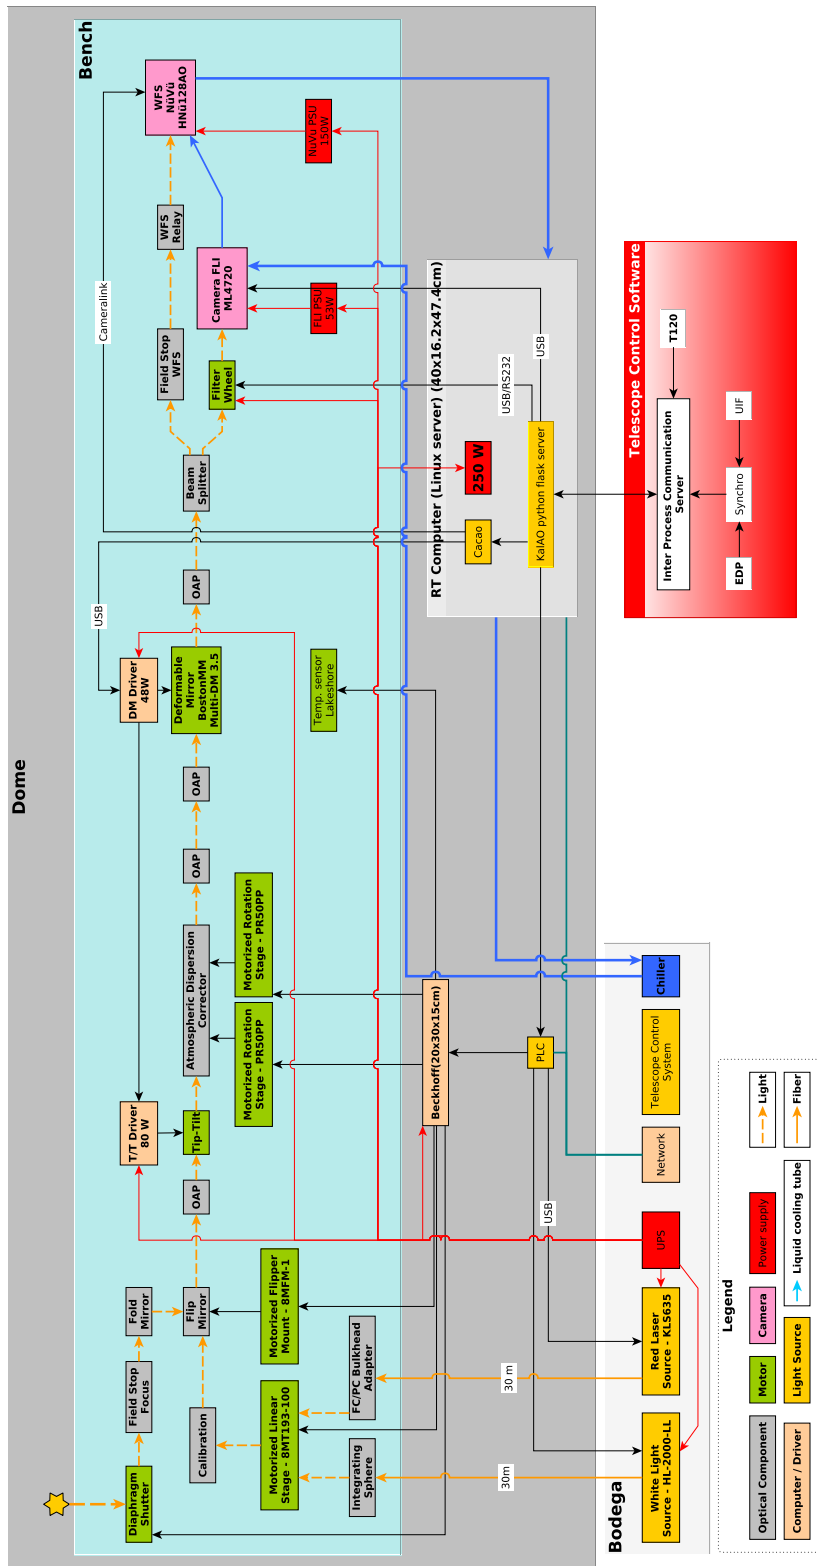 Dome
Bench
Diaphragm
Shutter
Field Stop
Focus
Fold
Mirror
Flip
Mirror
Calibration
Motorized Linear
Stage - 8MT193-100
Integrating
Sphere
FC/PC Bulkhead
Adapter
Motorized Flipper
Mount - 8MFM-1
OAP
T/T Driver
80 W
Tip-Tilt
Atmospheric Dispersion
Corrector
Motorized Rotation
Stage - PR50PP
Motorized Rotation
Stage - PR50PP
OAP
OAP
DM Driver
48W
Deformable
Mirror
BostonMM
Multi-DM 3.5
Temp. sensor
Lakeshore
USB
OAP
Beam
Splitter
Field Stop
WFS
Filter
Wheel
Cameralink
WFS
Relay
Camera FLI
ML4720
FLI PSU
53W
WFS
NüVü
HNü128AO
NuVu PSU
150W
Beckhoff(20x30x15cm)
RT Computer (Linux server) (40x16.2x47.4cm)
Cacao
250 W
KalAO python flask server
USB/RS232
USB
PLC
USB
30 m
30m
Telescope Control Software
Inter Process Communication
Server
T120
EDP
Synchro
UIF
Bodega
White Light
Source - HL-2000-LL
Red Laser
Source - KLS635
UPS
Network
Telescope Control
System
Chiller
Legend
Optical Component
Motor
Camera
Power supply
Light
Computer / Driver
Light Source
Liquid cooling tube
Fiber